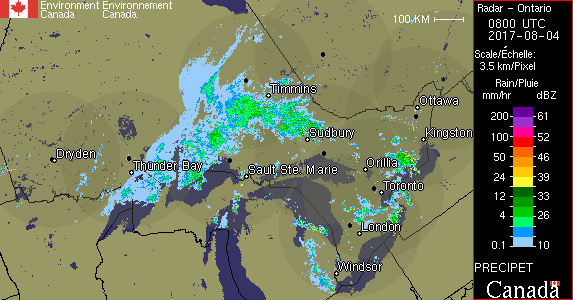 Environment Environnement
Canada Canada
100 KM
Timmins
Ottawa
Sudbury
Kingston
Dryden
Thunder Bay
Sault Ste. Marie
Orillia
Toronto
London
Windsor
Radar - Ontario
0800 UTC
2017-08-04
Scale/Échelle:
3.5 km/Pixel
Rain/Pluie
mm/hr dBZ
200 61
100 52
50 46
24 39
12 33
4 26
0.1 10
PRECIPET
Canada